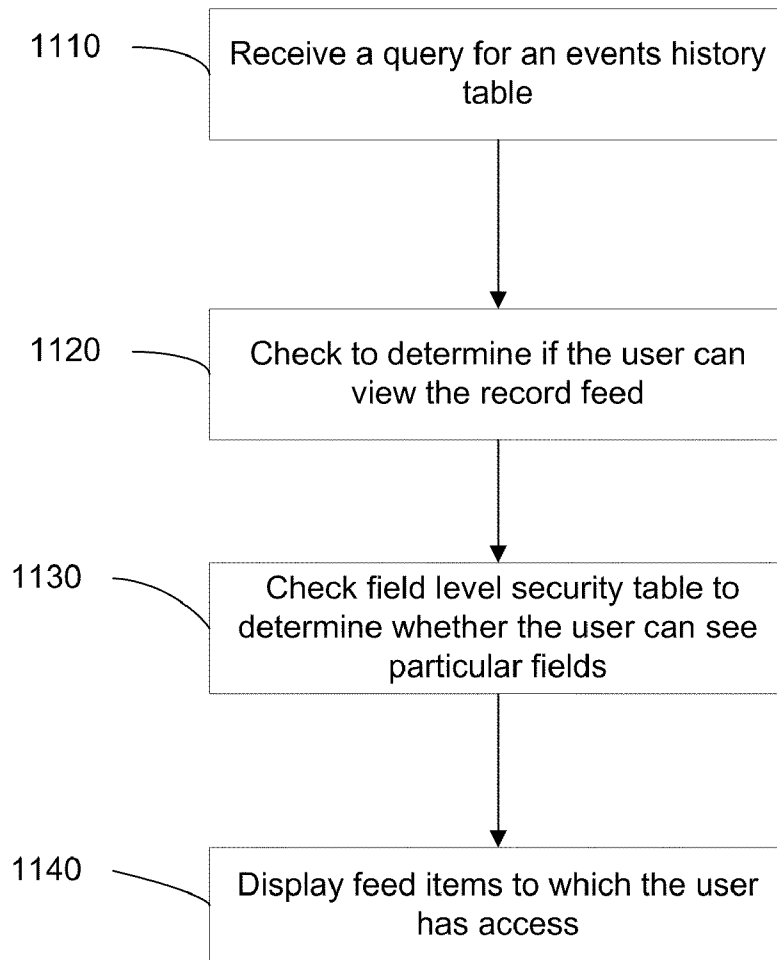 1110
Receive a query for an events history
table
1120
Check to determine if the user can
view the record feed
1130
Check field level security table to
determine whether the user can see
particular fields
1140
Display feed items to which the user
has access